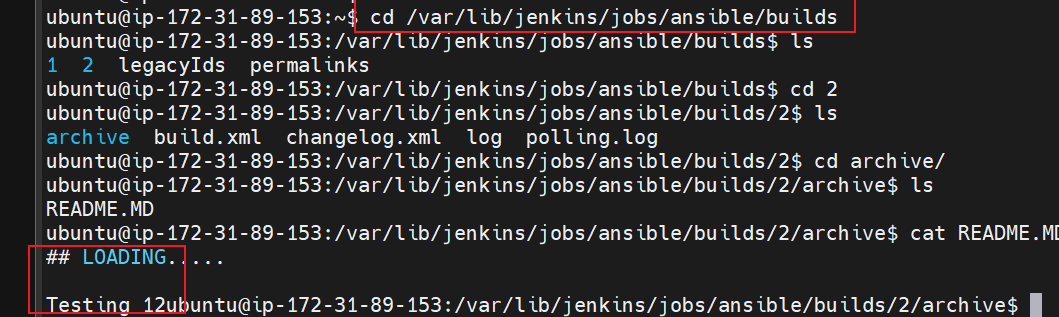 ubuntu@ip-172-31-89-153:~$ cd /var/lib/jenkins/jobs/ansible/builds
ubuntu@ip-172-31-89-153:/var/lib/jenkins/jobs/ansible/builds$ ls
1  2  legacyIds  permalinks
ubuntu@ip-172-31-89-153:/var/lib/jenkins/jobs/ansible/builds$ cd 2
ubuntu@ip-172-31-89-153:/var/lib/jenkins/jobs/ansible/builds/2$ ls
archive  build.xml  changelog.xml  log  polling.log
ubuntu@ip-172-31-89-153:/var/lib/jenkins/jobs/ansible/builds/2$ cd archive/
ubuntu@ip-172-31-89-153:/var/lib/jenkins/jobs/ansible/builds/2/archive$ ls
README.MD
ubuntu@ip-172-31-89-153:/var/lib/jenkins/jobs/ansible/builds/2/archive$ cat README.MD
## LOADING.....
Testing 12ubuntu@ip-172-31-89-153:/var/lib/jenkins/jobs/ansible/builds/2/archive$